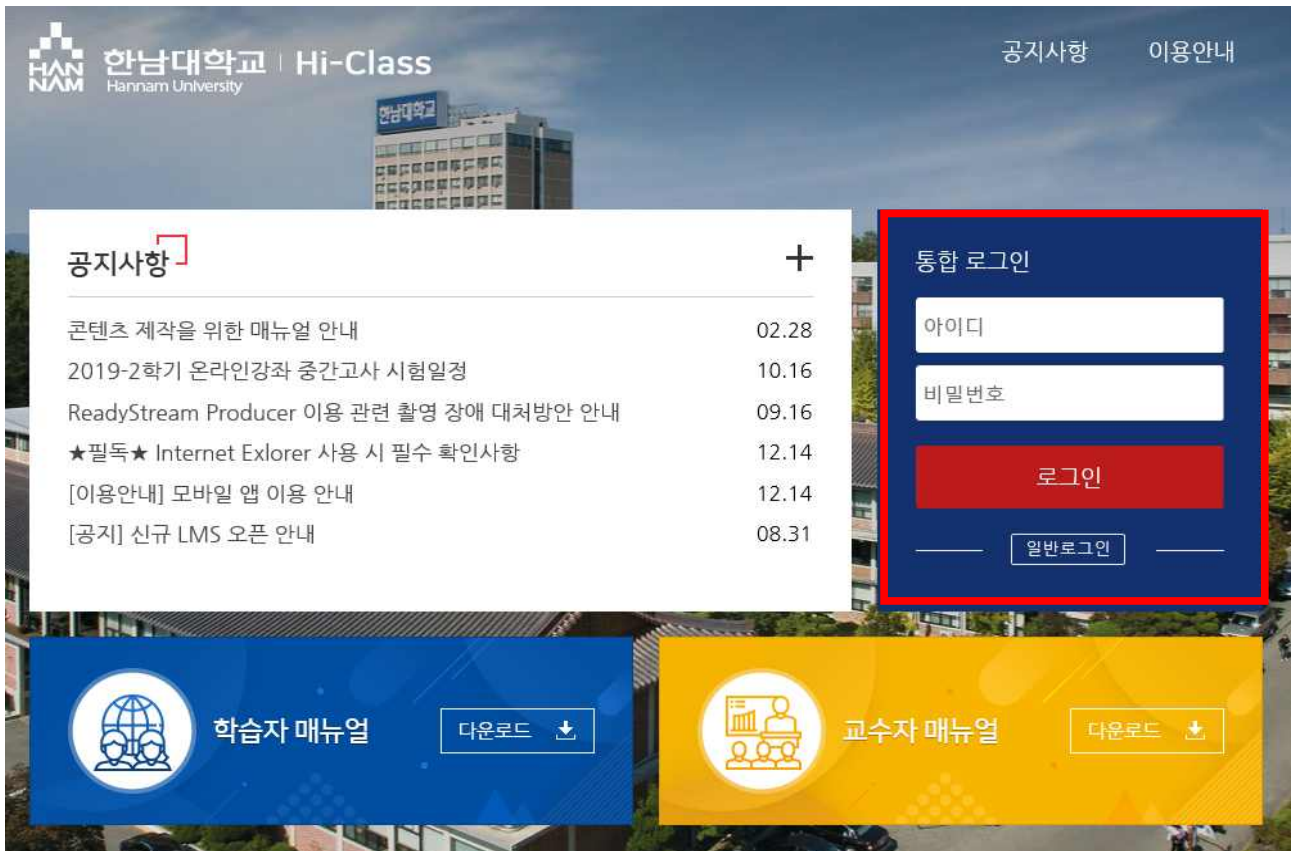 HAN
NAM
한남대학교 | Hi-Class
Hannam University
공지사항 이용안내
한남대학교
공지사항 +
콘텐츠 제작을 위한 매뉴얼 안내 02.28
2019-2학기 온라인강좌 중간고사 시험일정 10.16
ReadyStream Producer 이용 관련 촬영 장애 대처방안 안내 09.16
★필독★ Internet Exlorer 사용 시 필수 확인사항 12.14
[이용안내] 모바일 앱 이용 안내 12.14
[공지] 신규 LMS 오픈 안내 08.31
통합 로그인
아이디
비밀번호
로그인
일반로그인
학습자 매뉴얼 다운로드
교수자 매뉴얼 다운로드